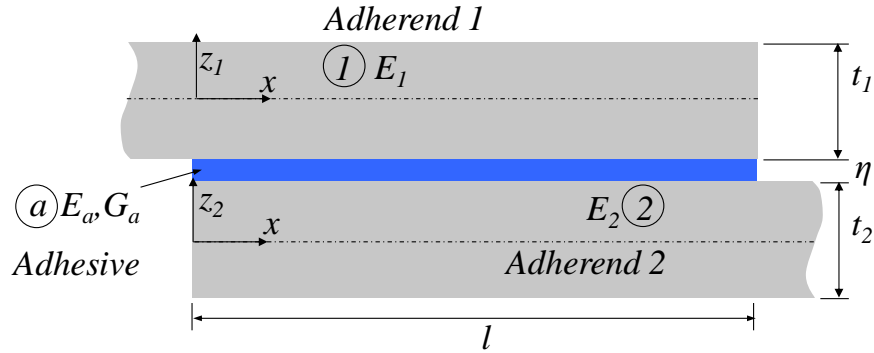 Adherend 1
z1
1 E1
x
t1
η
a Ea,Ga
z2
E2 2
t2
x
Adhesive
Adherend 2
l